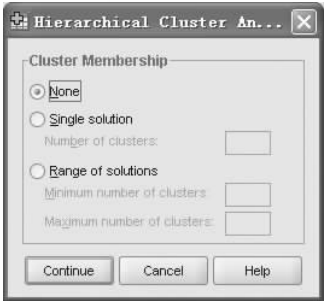 Hierarchical Cluster An...
Cluster Membership
None
Single solution
Number of clusters:
Range of solutions
Minimum number of clusters:
Maximum number of clusters:
Continue Cancel Help